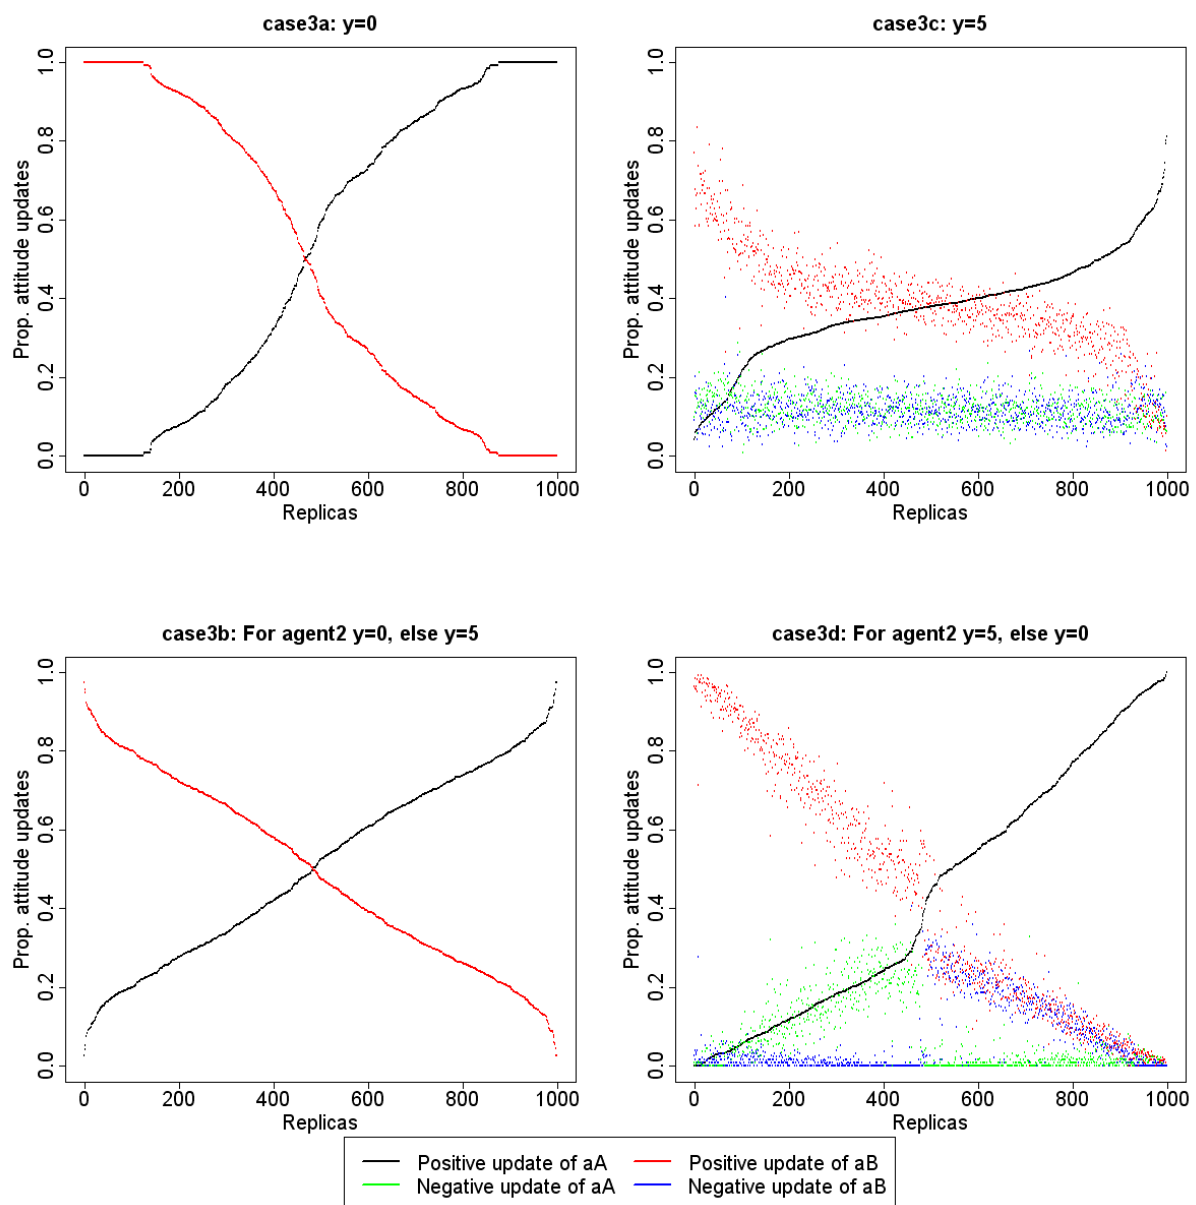 case3a: y=0
Prop. attitude updates
0.0 0.2 0.4 0.6 0.8 1.0
0 200 400 600 800 1000
Replicas
case3c: y=5
Prop. attitude updates
0.0 0.2 0.4 0.6 0.8 1.0
0 200 400 600 800 1000
Replicas
case3b: For agent2 y=0, else y=5
Prop. attitude updates
0.0 0.2 0.4 0.6 0.8 1.0
0 200 400 600 800 1000
Replicas
case3d: For agent2 y=5, else y=0
Prop. attitude updates
0.0 0.2 0.4 0.6 0.8 1.0
0 200 400 600 800 1000
Replicas
Positive update of aA
Positive update of aB
Negative update of aA
Negative update of aB